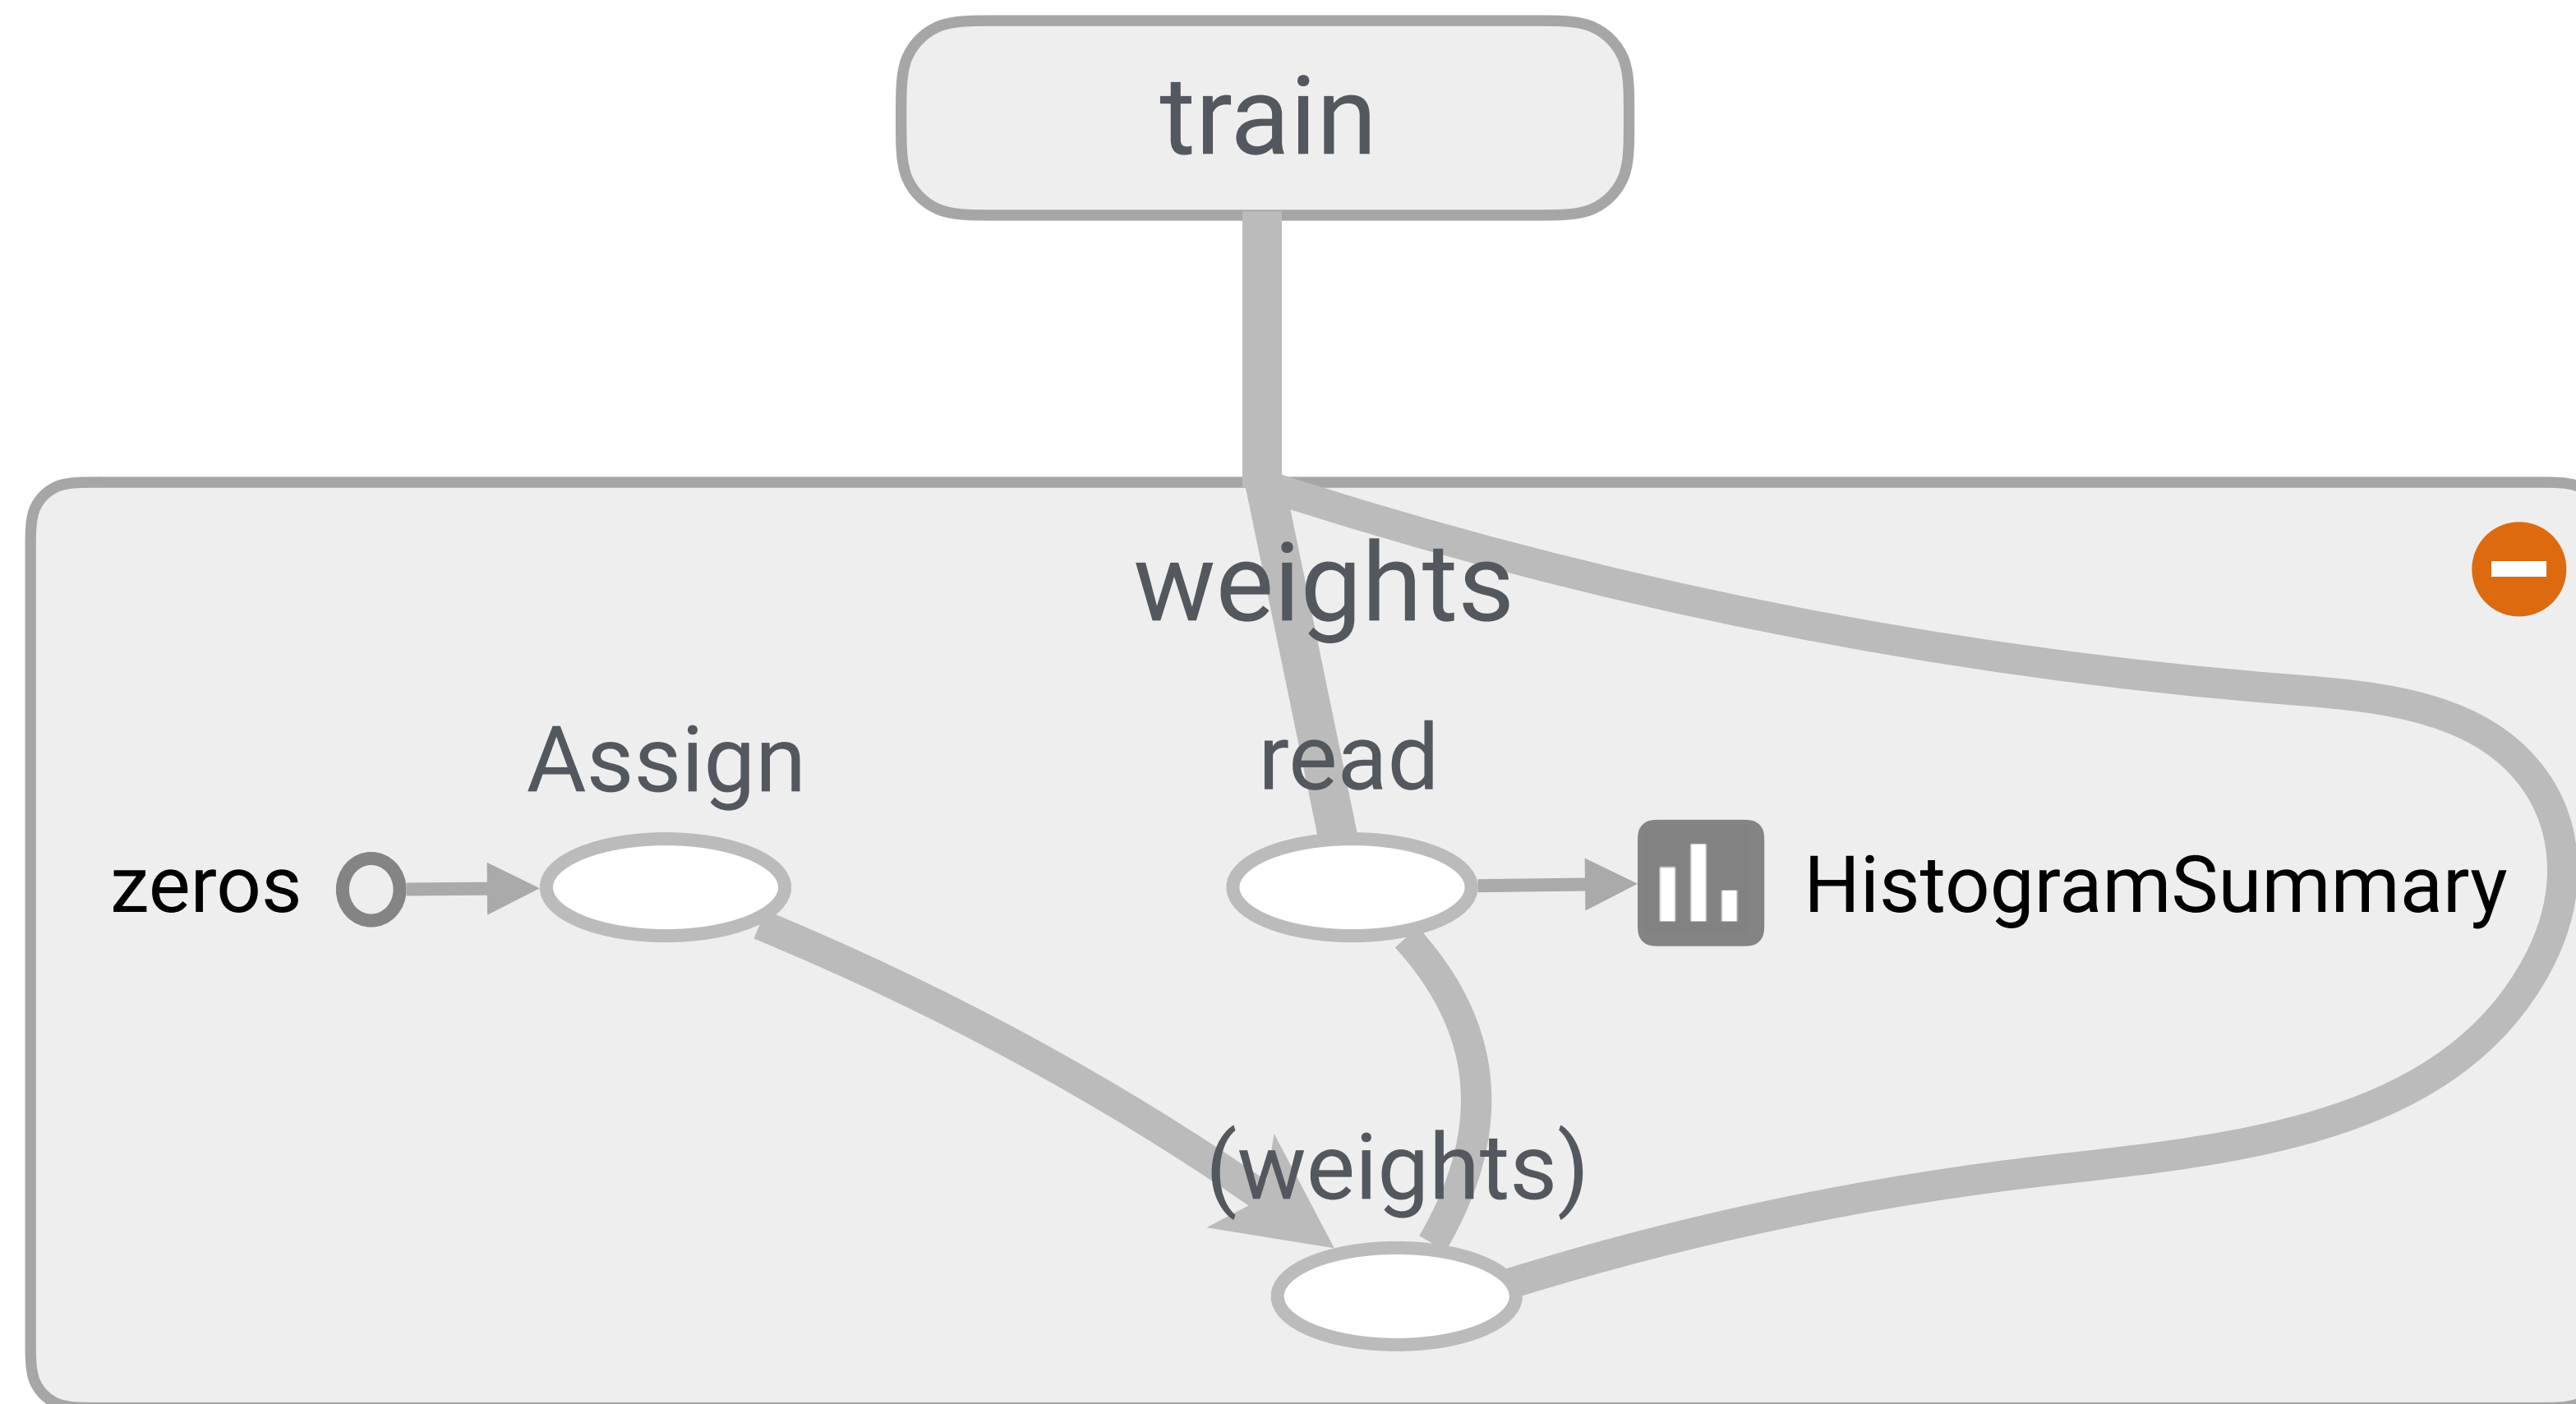 train
weights
Assign
read
zeros
HistogramSummary
(weights)